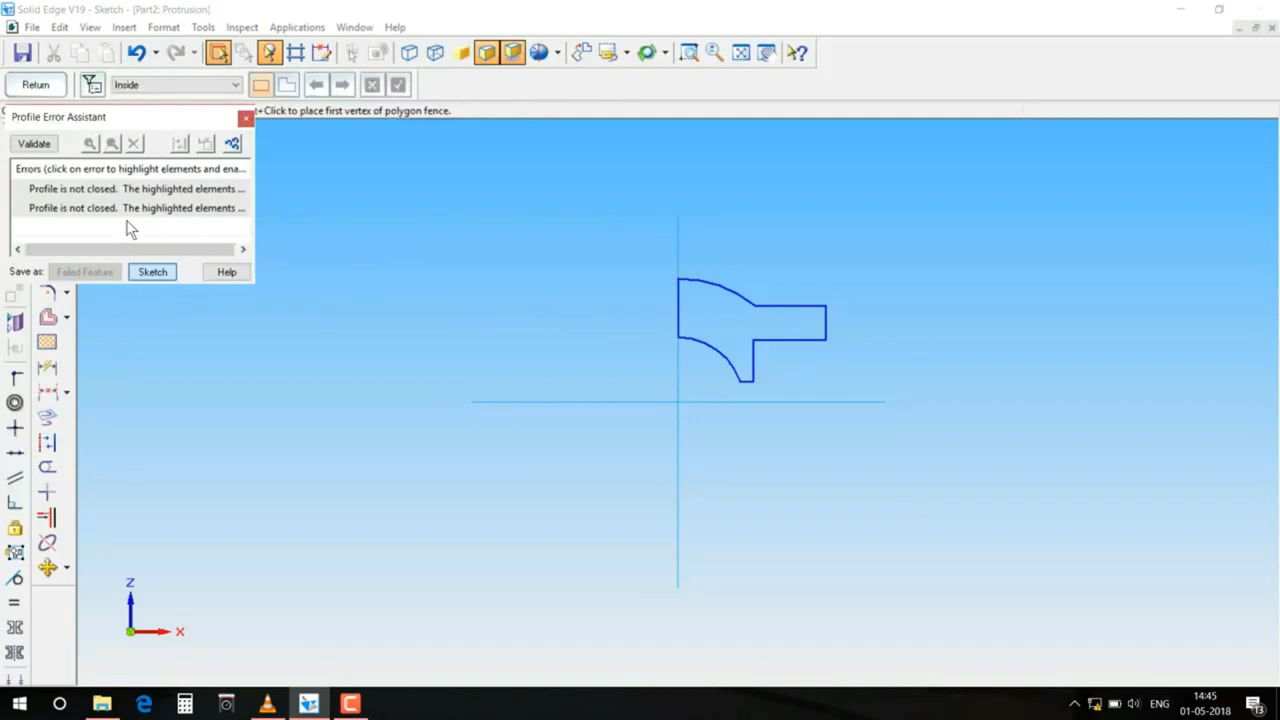 Solid Edge V19 - Sketch - [Part2: Protrusion]
File Edit View Insert Format Tools Inspect Applications Window Help
Return Inside
t+Click to place first vertex of polygon fence.
Profile Error Assistant
Validate
Errors (click on error to highlight elements and ena...
Profile is not closed. The highlighted elements ...
Profile is not closed. The highlighted elements ...
Save as: Failed Feature Sketch Help
Z
X
ENG
14:45
01-05-2018
13